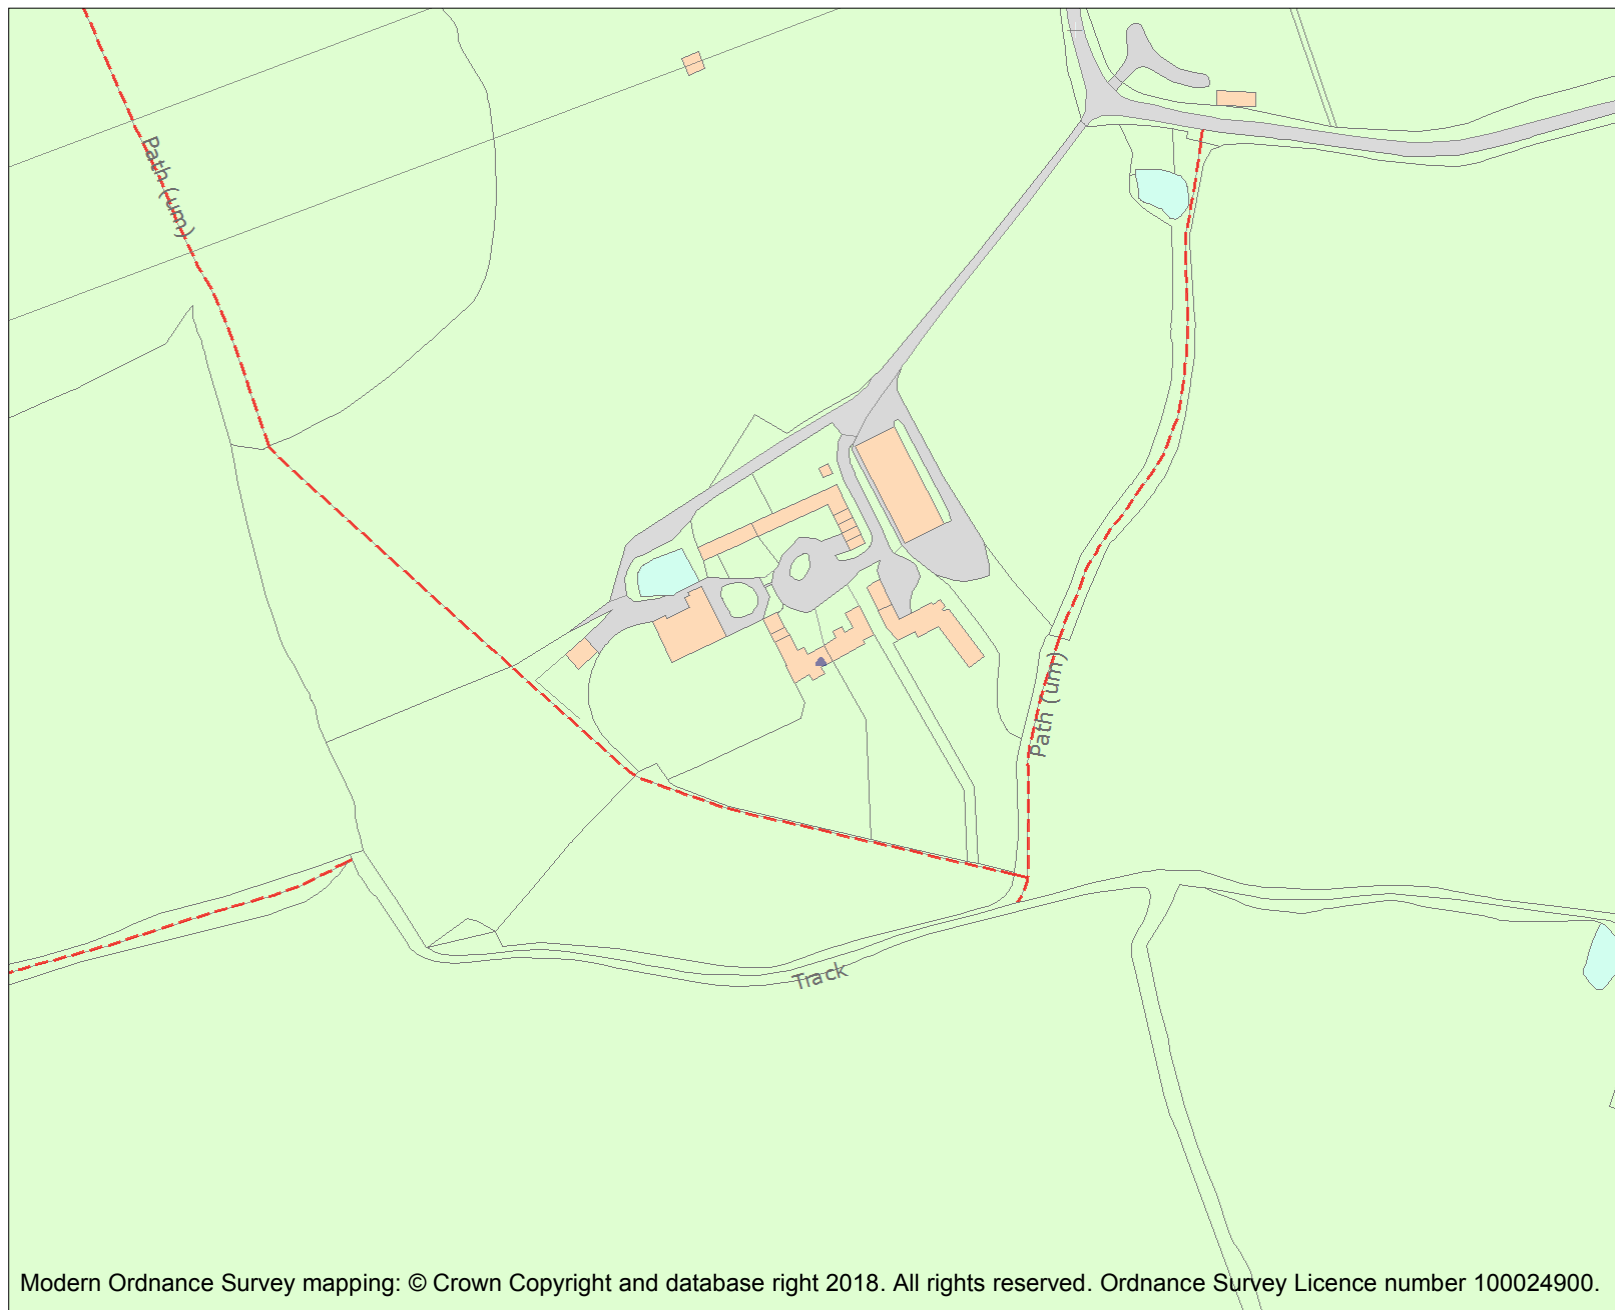 Path (um)
Path (um)
Track
Modern Ordnance Survey mapping: © Crown Copyright and database right 2018. All rights reserved. Ordnance Survey Licence number 100024900.